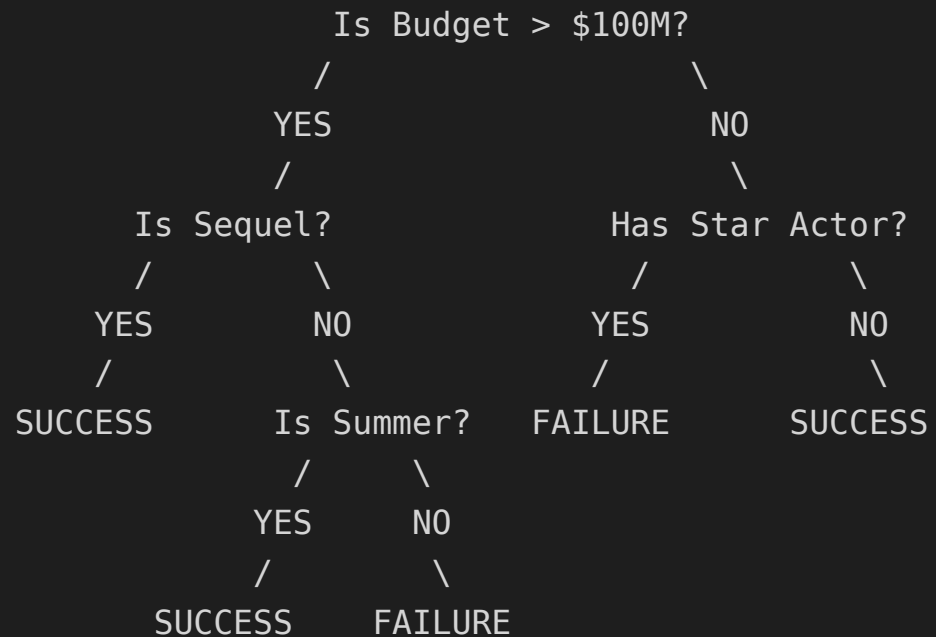 Is Budget > $100M?
/ \
YES NO
/ \
Is Sequel? Has Star Actor?
/ \ / \
YES NO YES NO
/ \ / \
SUCCESS Is Summer? FAILURE SUCCESS
/ \
YES NO
/ \
SUCCESS FAILURE